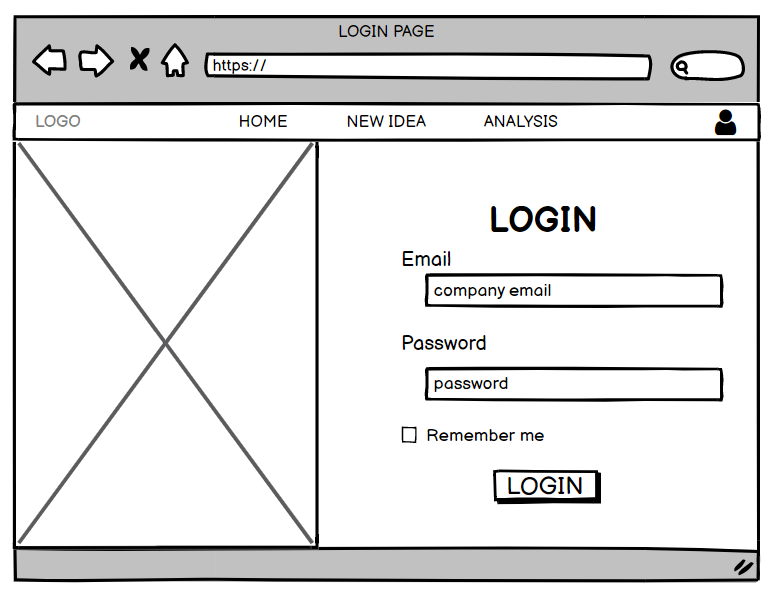 LOGIN PAGE
https://
LOGO HOME NEW IDEA ANALYSIS
LOGIN
Email
company email
Password
password
Remember me
LOGIN